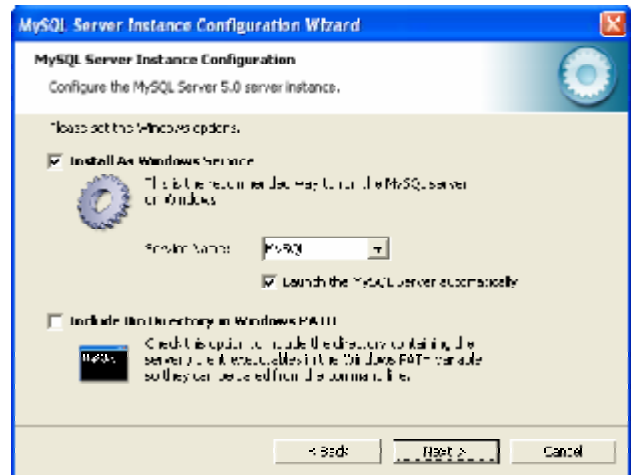 MySQL Server Instance Configuration Wizard
MySQL Server Instance Configuration
Configure the MySQL Server 5.0 server instance.
Please set the Windows options.
Install As Windows Service
This is the recommended way to run the MySQL server
on Windows.
Service Name: MySQL
Launch the MySQL Server automatically
Include Bin Directory in Windows PATH
Check this option to include the directory containing the
server / client executables in the Windows PATH variable
so they can be called from the command line.
MySQL
< Back
Next >
Cancel